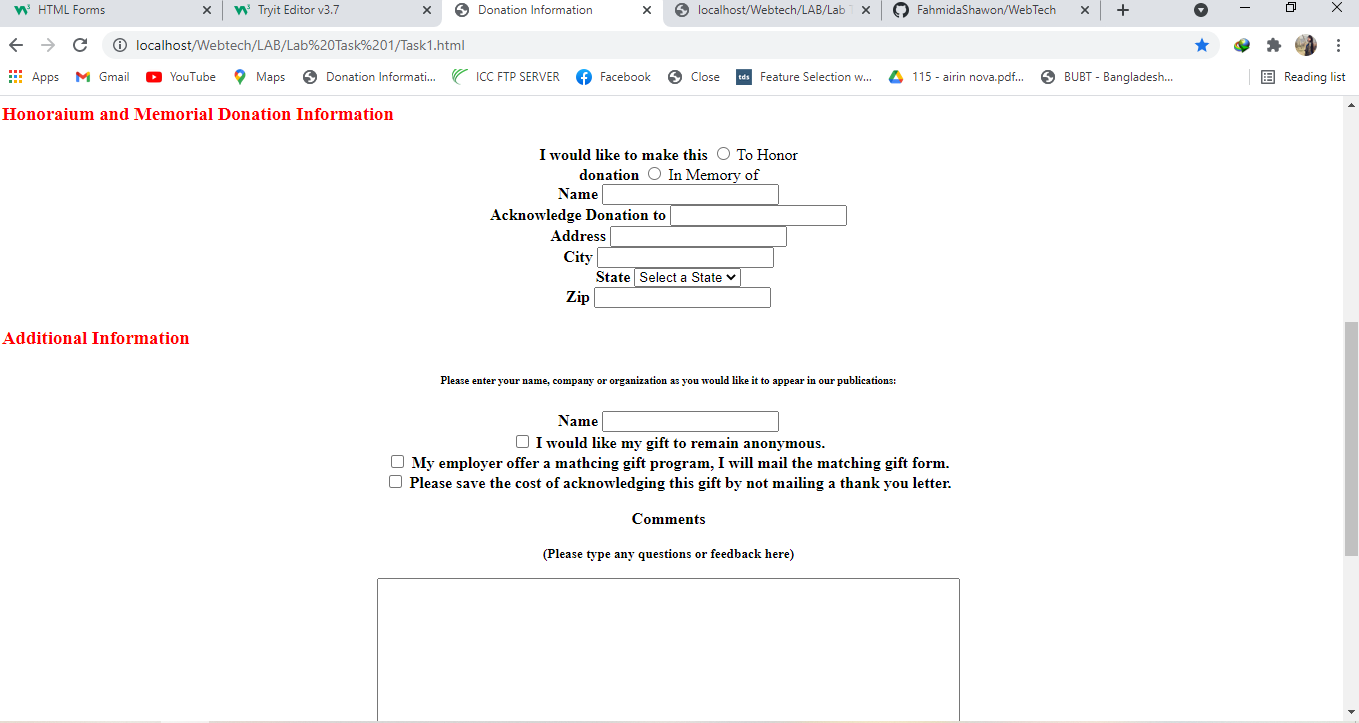 HTML Forms
Tryit Editor v3.7
Donation Information
localhost/Webtech/LAB/Lab
FahmidaShawon/WebTech
localhost/Webtech/LAB/Lab%20Task%201/Task1.html
Apps
Gmail
YouTube
Maps
Donation Informati...
ICC FTP SERVER
Facebook
Close
tds
Feature Selection w...
115 - airin nova.pdf...
BUBT - Bangladesh...
Reading list
Honoraium and Memorial Donation Information
I would like to make this To Honor
donation In Memory of
Name
Acknowledge Donation to
Address
City
State Select a State
Zip
Additional Information
Please enter your name, company or organization as you would like it to appear in our publications:
Name
I would like my gift to remain anonymous.
My employer offer a mathcing gift program, I will mail the matching gift form.
Please save the cost of acknowledging this gift by not mailing a thank you letter.
Comments
(Please type any questions or feedback here)